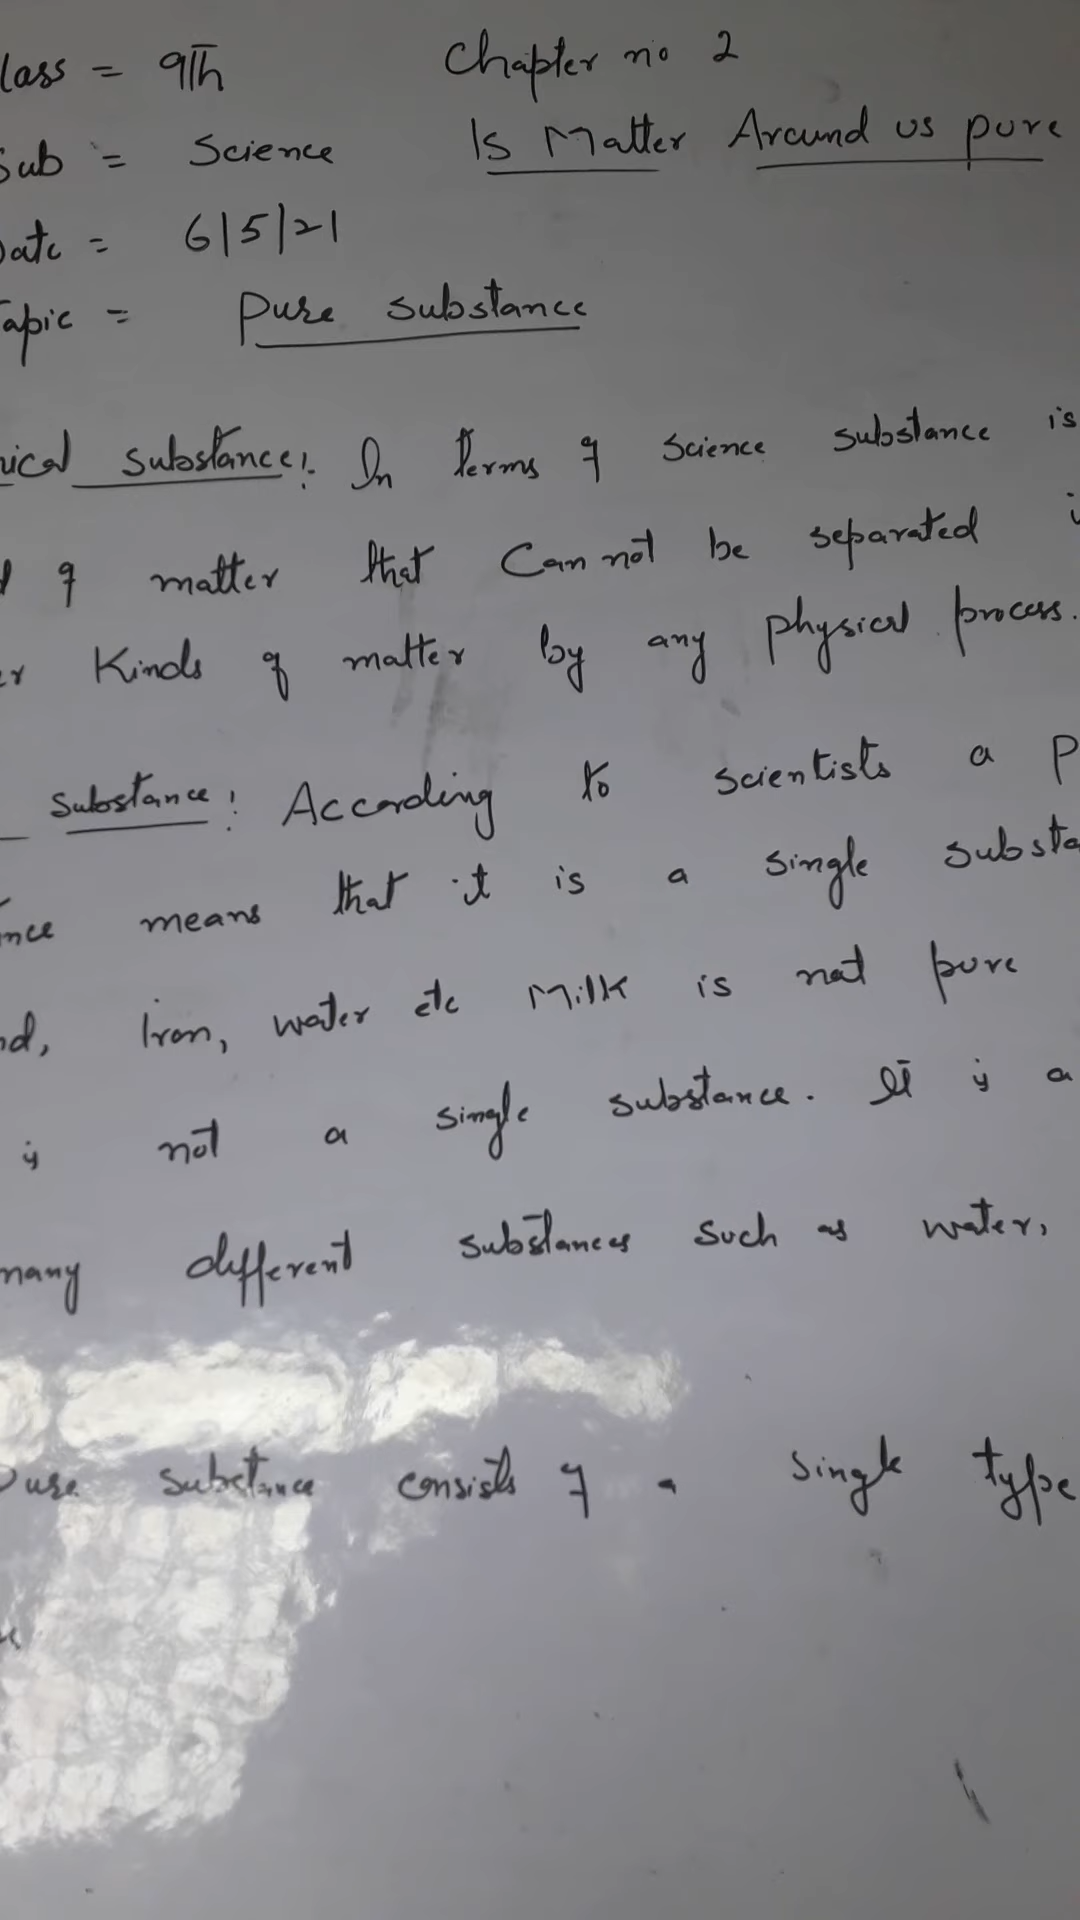 lass = 9Th Chapter no 2
Sub = Science Is Matter Around us pure
Date = 6/5/21
Tapic = Pure substance
ical substance:. In terms of science substance is
of matter that Can not be separated
er Kinds of matter by any physical process.
substance: According to scientists a P
nce means that it is a single substa
nd, Iron, water etc Milk is not pure
is not a single substance. It is a
many different substances such as water,
Pure substance consists of a single type